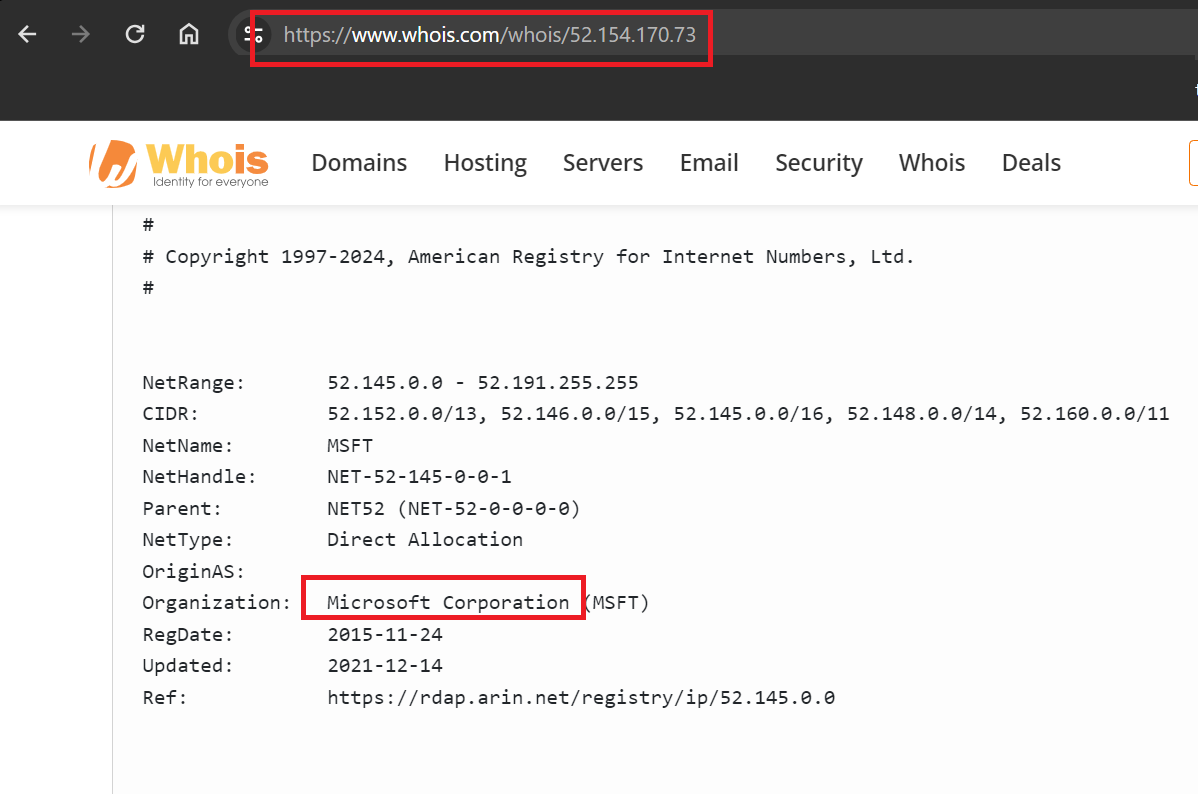 https://www.whois.com/whois/52.154.170.73
Whois
Identity for everyone
Domains Hosting Servers Email Security Whois Deals
#
# Copyright 1997-2024, American Registry for Internet Numbers, Ltd.
#
NetRange: 52.145.0.0 - 52.191.255.255
CIDR: 52.152.0.0/13, 52.146.0.0/15, 52.145.0.0/16, 52.148.0.0/14, 52.160.0.0/11
NetName: MSFT
NetHandle: NET-52-145-0-0-1
Parent: NET52 (NET-52-0-0-0-0)
NetType: Direct Allocation
OriginAS:
Organization: Microsoft Corporation (MSFT)
RegDate: 2015-11-24
Updated: 2021-12-14
Ref: https://rdap.arin.net/registry/ip/52.145.0.0